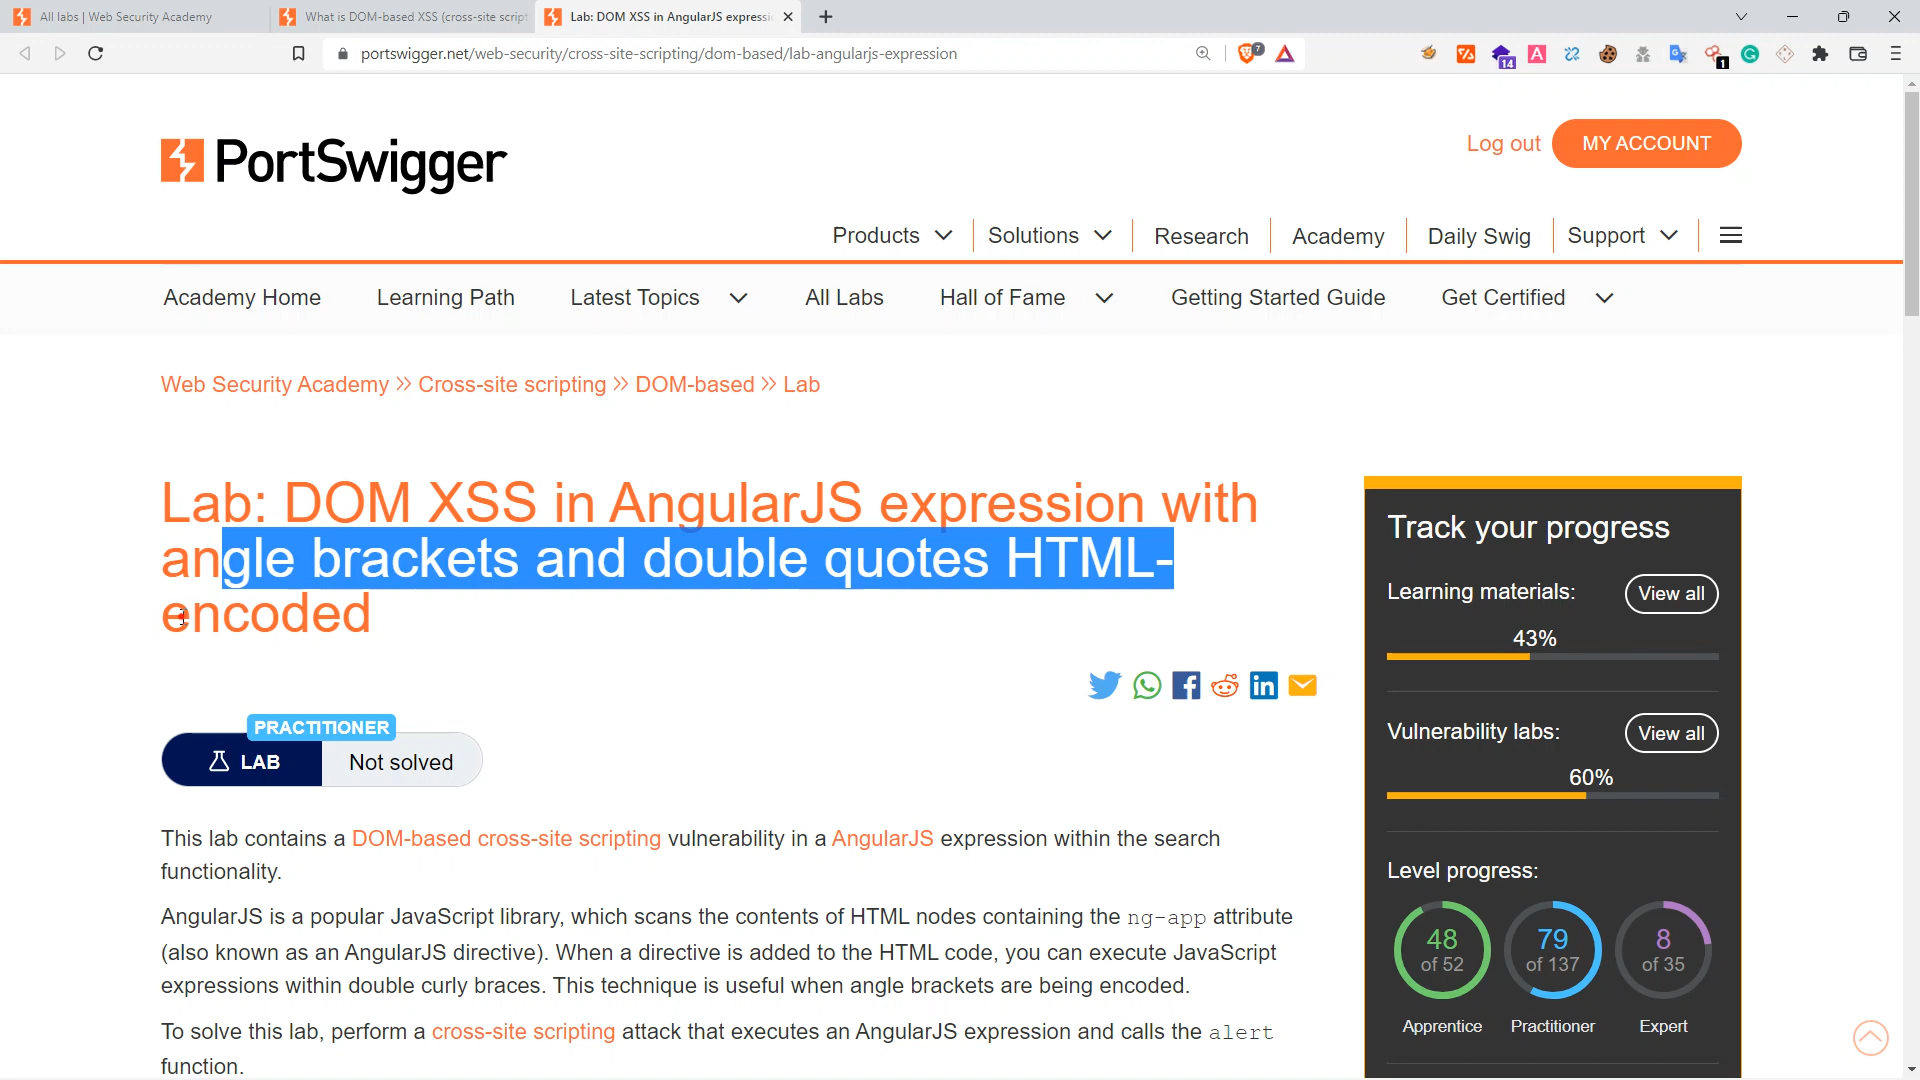 All labs | Web Security Academy
What is DOM-based XSS (cross-site script
Lab: DOM XSS in AngularJS expressi
portswigger.net/web-security/cross-site-scripting/dom-based/lab-angularjs-expression
7
14
A
1
PortSwigger
Log out
MY ACCOUNT
Products
Solutions
Research
Academy
Daily Swig
Support
Academy Home
Learning Path
Latest Topics
All Labs
Hall of Fame
Getting Started Guide
Get Certified
Web Security Academy >> Cross-site scripting >> DOM-based >> Lab
Lab: DOM XSS in AngularJS expression with
angle brackets and double quotes HTML-
encoded
PRACTITIONER
LAB
Not solved
This lab contains a DOM-based cross-site scripting vulnerability in a AngularJS expression within the search
functionality.
AngularJS is a popular JavaScript library, which scans the contents of HTML nodes containing the ng-app attribute
(also known as an AngularJS directive). When a directive is added to the HTML code, you can execute JavaScript
expressions within double curly braces. This technique is useful when angle brackets are being encoded.
To solve this lab, perform a cross-site scripting attack that executes an AngularJS expression and calls the alert
function.
Track your progress
Learning materials:
View all
43%
Vulnerability labs:
View all
60%
Level progress:
48
of 52
Apprentice
79
of 137
Practitioner
8
of 35
Expert